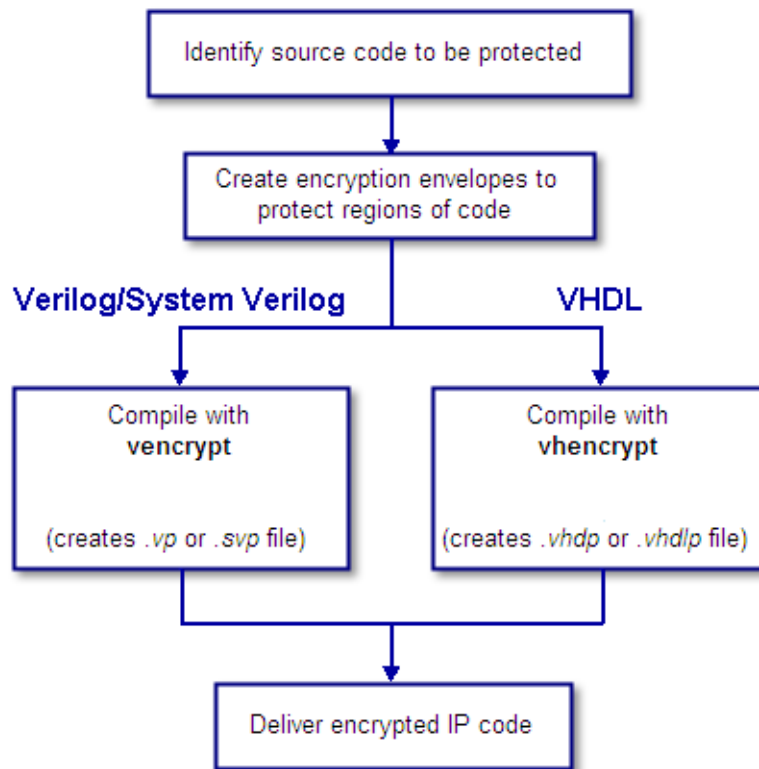 Identify source code to be protected
Create encryption envelopes to
protect regions of code
Verilog/System Verilog
VHDL
Compile with
vencrypt
(creates .vp or .svp file)
Compile with
vhencrypt
(creates .vhdp or .vhdlp file)
Deliver encrypted IP code